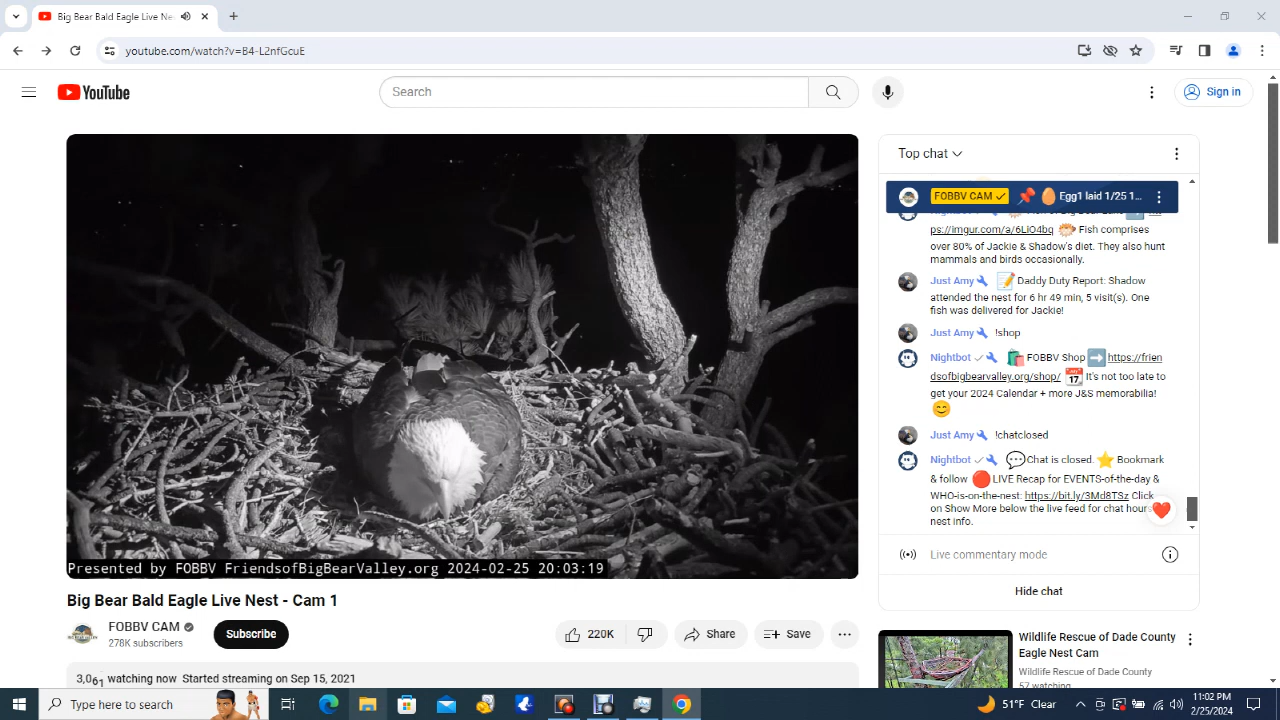 Big Bear Bald Eagle Live Ne
youtube.com/watch?v=B4-L2nfGcuE
YouTube
Search
Sign in
Top chat
FOBBV CAM Egg1 laid 1/25 1...
ps://imgur.com/a/6LiO4bq Fish comprises
over 80% of Jackie & Shadow's diet. They also hunt
mammals and birds occasionally.
Just Amy Daddy Duty Report: Shadow
attended the nest for 6 hr 49 min, 5 visit(s). One
fish was delivered for Jackie!
Just Amy !shop
Nightbot FOBBV Shop https://frien
dsofbigbearvalley.org/shop/ It's not too late to
get your 2024 Calendar + more J&S memorabilia!
Just Amy !chatclosed
Nightbot Chat is closed. Bookmark
& follow LIVE Recap for EVENTS-of-the-day &
WHO-is-on-the-nest: https://bit.ly/3Md8TSz Click
on Show More below the live feed for chat hours
nest info.
Live commentary mode
Hide chat
Presented by FOBBV FriendsofBigBearValley.org 2024-02-25 20:03:19
Big Bear Bald Eagle Live Nest - Cam 1
FOBBV CAM
278K subscribers
Subscribe
220K
Share
Save
3,061 watching now Started streaming on Sep 15, 2021
Wildlife Rescue of Dade County
Eagle Nest Cam
Wildlife Rescue of Dade County
57 watching
Type here to search
51°F Clear
11:02 PM
2/25/2024